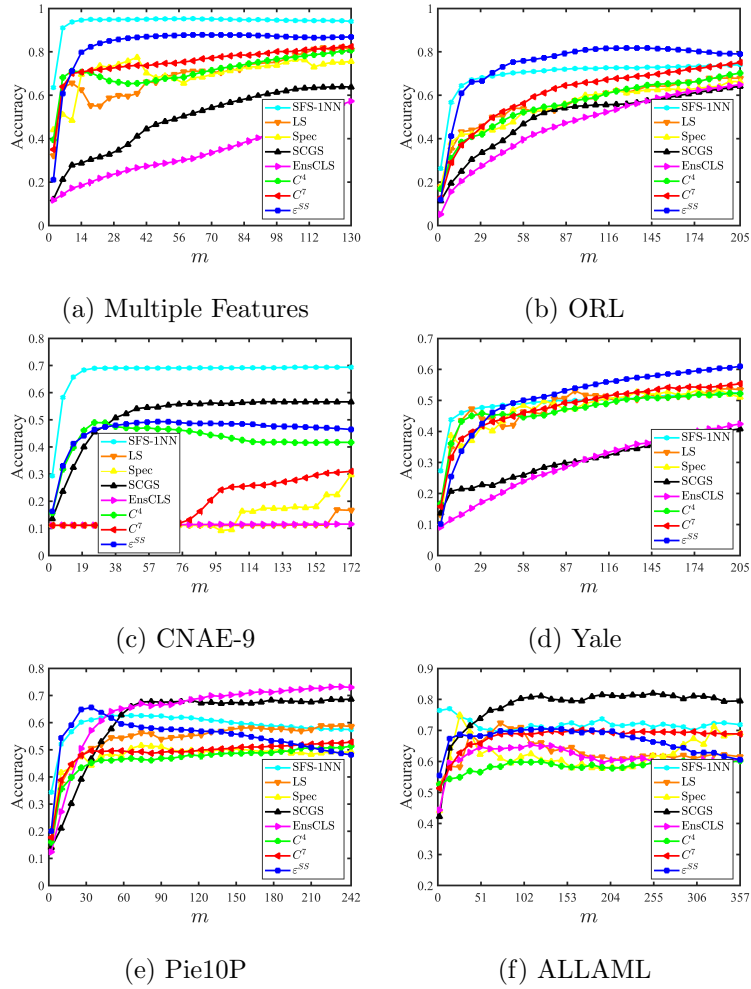 1
0.8
0.6
0.4
0.2
0
Accuracy
SFS-1NN
LS
Spec
SCGS
EnsCLS
C⁴
C⁷
εˢˢ
0 14 28 42 56 70 84 98 112 130
m
(a) Multiple Features
1
0.8
0.6
0.4
0.2
0
Accuracy
SFS-1NN
LS
Spec
SCGS
EnsCLS
C⁴
C⁷
εˢˢ
0 29 58 87 116 145 174 205
m
(b) ORL
0.8
0.7
0.6
0.5
0.4
0.3
0.2
0.1
0
Accuracy
SFS-1NN
LS
Spec
SCGS
EnsCLS
C⁴
C⁷
εˢˢ
0 19 38 57 76 95 114 133 152 172
m
(c) CNAE-9
0.7
0.6
0.5
0.4
0.3
0.2
0.1
0
Accuracy
SFS-1NN
LS
Spec
SCGS
EnsCLS
C⁴
C⁷
εˢˢ
0 29 58 87 116 145 174 205
m
(d) Yale
0.8
0.7
0.6
0.5
0.4
0.3
0.2
0.1
0
Accuracy
SFS-1NN
LS
Spec
SCGS
EnsCLS
C⁴
C⁷
εˢˢ
0 30 60 90 120 150 180 210 242
m
(e) Pie10P
0.9
0.8
0.7
0.6
0.5
0.4
0.3
0.2
Accuracy
SFS-1NN
LS
Spec
SCGS
EnsCLS
C⁴
C⁷
εˢˢ
0 51 102 153 204 255 306 357
m
(f) ALLAML